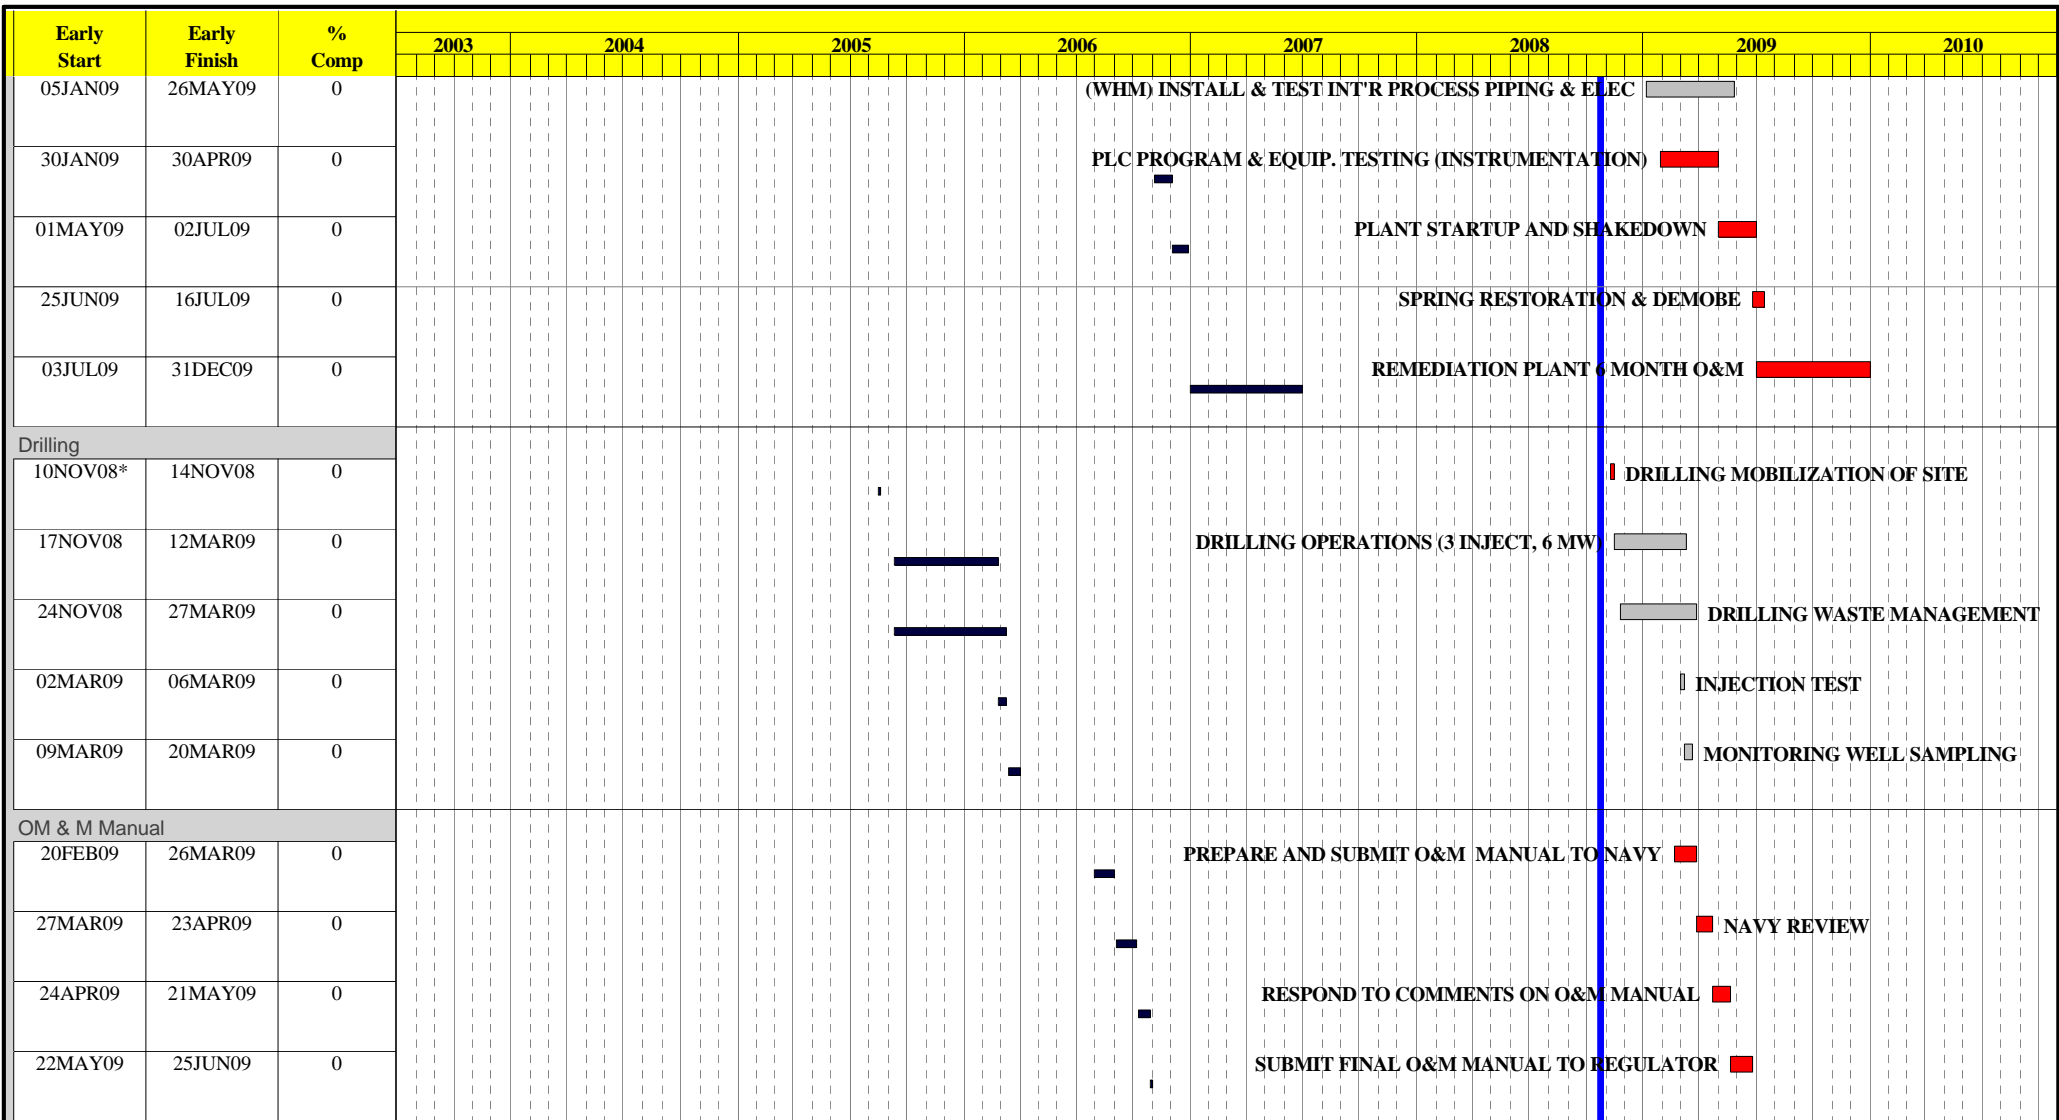 Early Early %
2003 2004 2005 2006 2007 2008 2009 2010
Start Finish Comp
05JAN09 26MAY09 0 (WHM) INSTALL & TEST INT'R PROCESS PIPING & ELEC
30JAN09 30APR09 0 PLC PROGRAM & EQUIP. TESTING (INSTRUMENTATION)
01MAY09 02JUL09 0 PLANT STARTUP AND SHAKEDOWN
25JUN09 16JUL09 0 SPRING RESTORATION & DEMOBE
03JUL09 31DEC09 0 REMEDIATION PLANT 6 MONTH O&M
Drilling
10NOV08* 14NOV08 0 DRILLING MOBILIZATION OF SITE
17NOV08 12MAR09 0 DRILLING OPERATIONS (3 INJECT, 6 MW)
24NOV08 27MAR09 0 DRILLING WASTE MANAGEMENT
02MAR09 06MAR09 0 INJECTION TEST
09MAR09 20MAR09 0 MONITORING WELL SAMPLING
OM & M Manual
20FEB09 26MAR09 0 PREPARE AND SUBMIT O&M MANUAL TO NAVY
27MAR09 23APR09 0 NAVY REVIEW
24APR09 21MAY09 0 RESPOND TO COMMENTS ON O&M MANUAL
22MAY09 25JUN09 0 SUBMIT FINAL O&M MANUAL TO REGULATOR